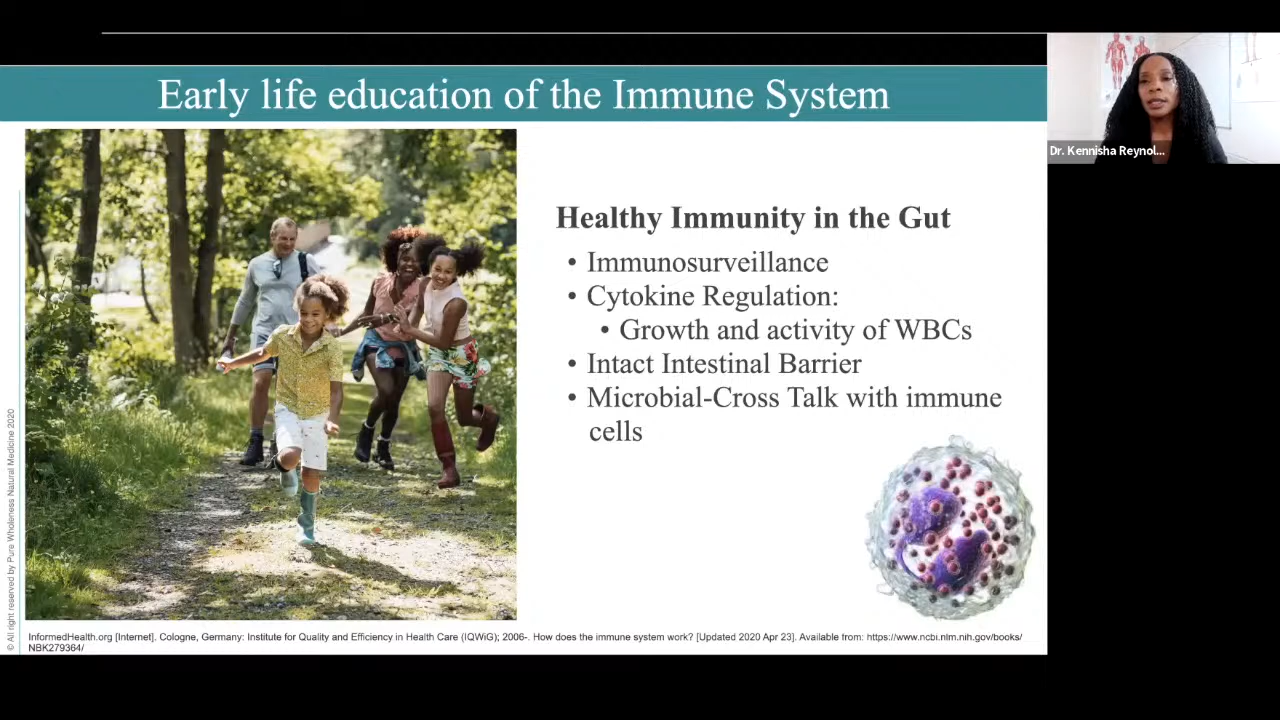 Early life education of the Immune System
Dr. Kennisha Reynol...
Healthy Immunity in the Gut
• Immunosurveillance
• Cytokine Regulation:
• Growth and activity of WBCs
• Intact Intestinal Barrier
• Microbial-Cross Talk with immune
cells
© All right reserved by Pure Wholeness Natural Medicine 2020
InformedHealth.org [Internet]. Cologne, Germany: Institute for Quality and Efficiency in Health Care (IQWiG); 2006-. How does the immune system work? [Updated 2020 Apr 23]. Available from: https://www.ncbi.nlm.nih.gov/books/
NBK279364/